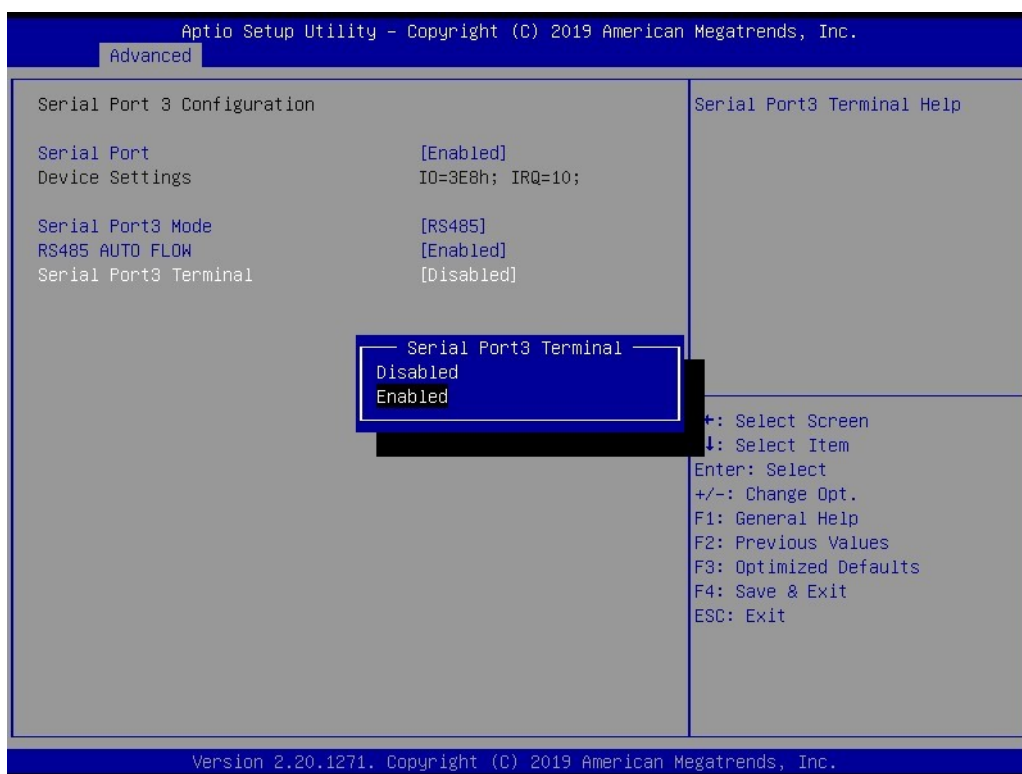 Aptio Setup Utility – Copyright (C) 2019 American Megatrends, Inc.
Advanced
Serial Port 3 Configuration
Serial Port [Enabled]
Device Settings IO=3E8h; IRQ=10;
Serial Port3 Mode [RS485]
RS485 AUTO FLOW [Enabled]
Serial Port3 Terminal [Disabled]
Serial Port3 Terminal
Disabled
Enabled
Serial Port3 Terminal Help
: Select Screen
↓: Select Item
Enter: Select
+/-: Change Opt.
F1: General Help
F2: Previous Values
F3: Optimized Defaults
F4: Save & Exit
ESC: Exit
Version 2.20.1271. Copyright (C) 2019 American Megatrends, Inc.